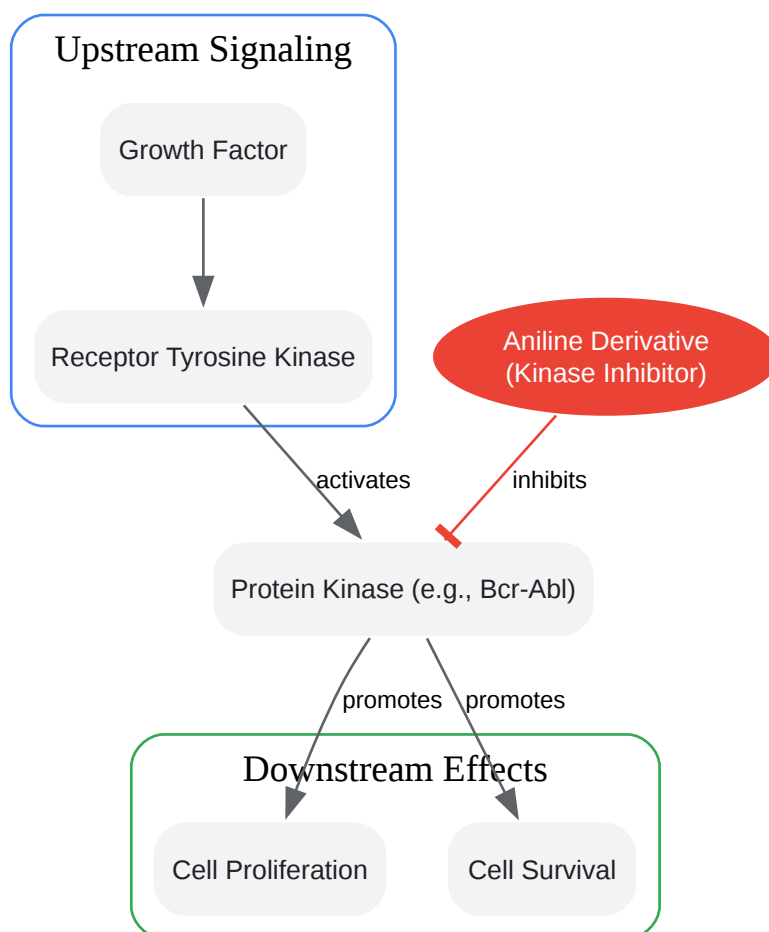 Upstream Signaling
Growth Factor
Receptor Tyrosine Kinase
Aniline Derivative
(Kinase Inhibitor)
activates
inhibits
Protein Kinase (e.g., Bcr-Abl)
promotes
promotes
Downstream Effects
Cell Proliferation
Cell Survival